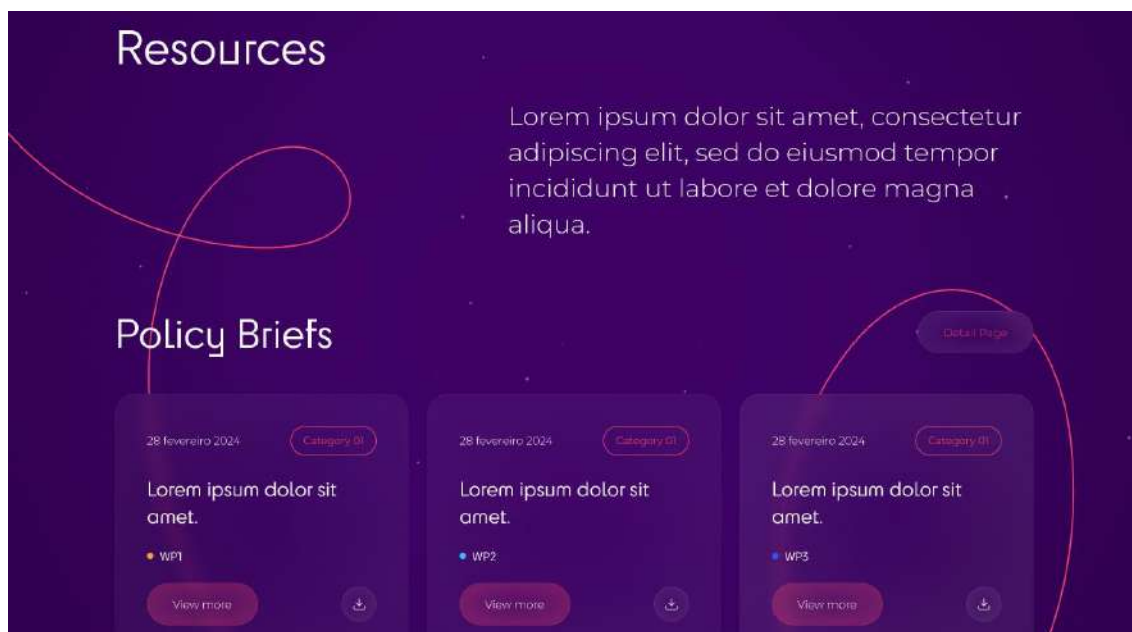 Resources
Lorem ipsum dolor sit amet, consectetur
adipiscing elit, sed do eiusmod tempor
incididunt ut labore et dolore magna
aliqua.
Policy Briefs
Detail Page
28 fevereiro 2024
Category 01
Lorem ipsum dolor sit
amet.
WP1
View more
28 fevereiro 2024
Category 01
Lorem ipsum dolor sit
amet.
WP2
View more
28 fevereiro 2024
Category 01
Lorem ipsum dolor sit
amet.
WP3
View more